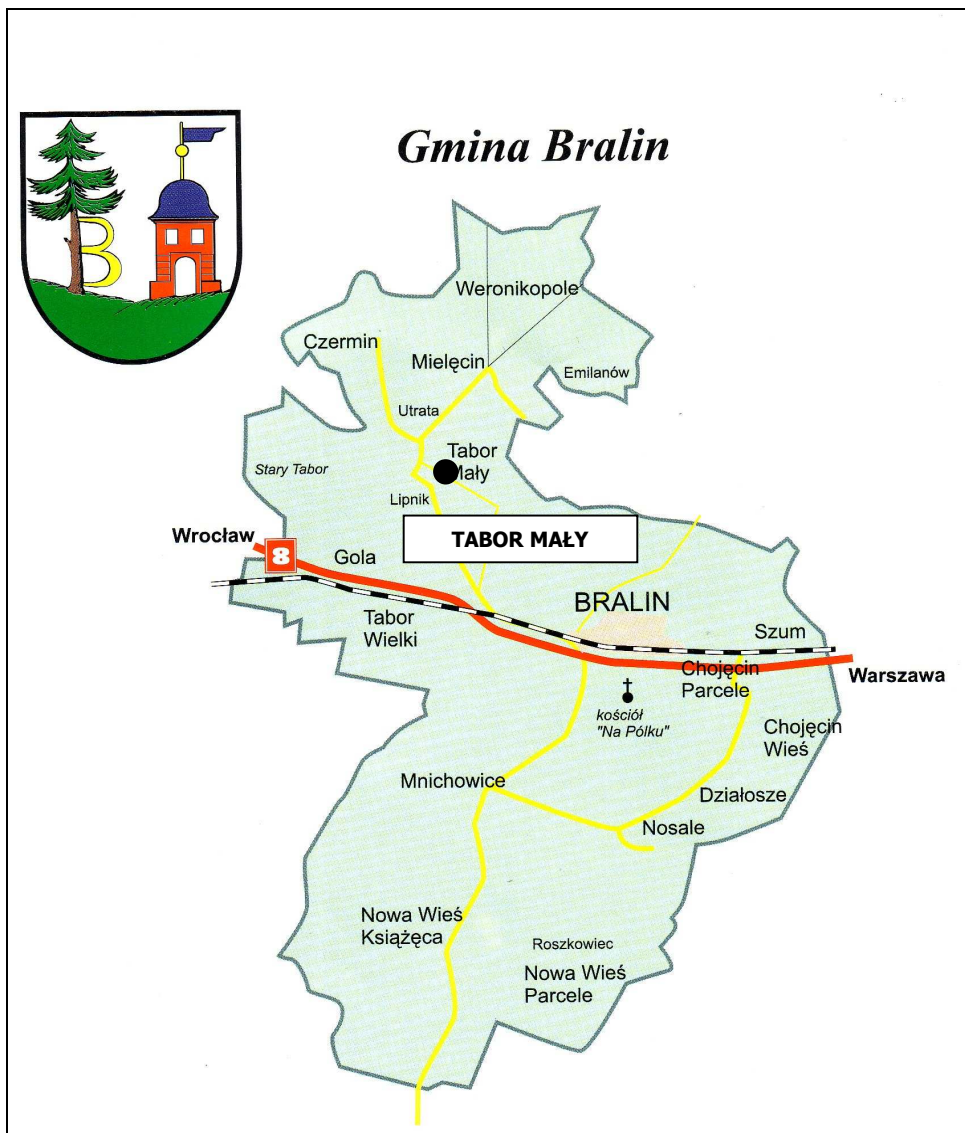 Gmina Bralin
B
Weronikopole
Czermin
Mielęcin
Emilanów
Utrata
Tabor
Mały
Stary Tabor
Lipnik
TABOR MAŁY
Wrocław
8
Gola
BRALIN
Tabor
Wielki
Szum
Chojęcin
Parcele
Warszawa
kościół
"Na Pólku"
Chojęcin
Wieś
Mnichowice
Działosze
Nosale
Nowa Wieś
Książęca
Roszkowiec
Nowa Wieś
Parcele